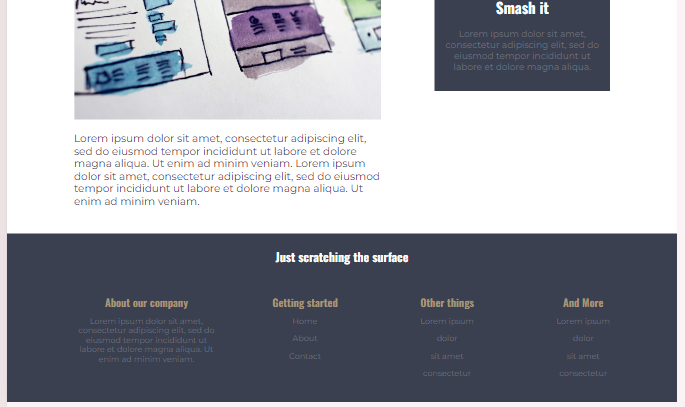 Smash it
Lorem ipsum dolor sit amet,
consectetur adipiscing elit, sed do
eiusmod tempor incididunt ut
labore et dolore magna aliqua.
Lorem ipsum dolor sit amet, consectetur adipiscing elit,
sed do eiusmod tempor incididunt ut labore et dolore
magna aliqua. Ut enim ad minim veniam. Lorem ipsum
dolor sit amet, consectetur adipiscing elit, sed do eiusmod
tempor incididunt ut labore et dolore magna aliqua. Ut
enim ad minim veniam.
Just scratching the surface
About our company
Lorem ipsum dolor sit amet,
consectetur adipiscing elit, sed do
eiusmod tempor incididunt ut
labore et dolore magna aliqua. Ut
enim ad minim veniam.
Getting started
Home
About
Contact
Other things
Lorem ipsum
dolor
sit amet
consectetur
And More
Lorem ipsum
dolor
sit amet
consectetur